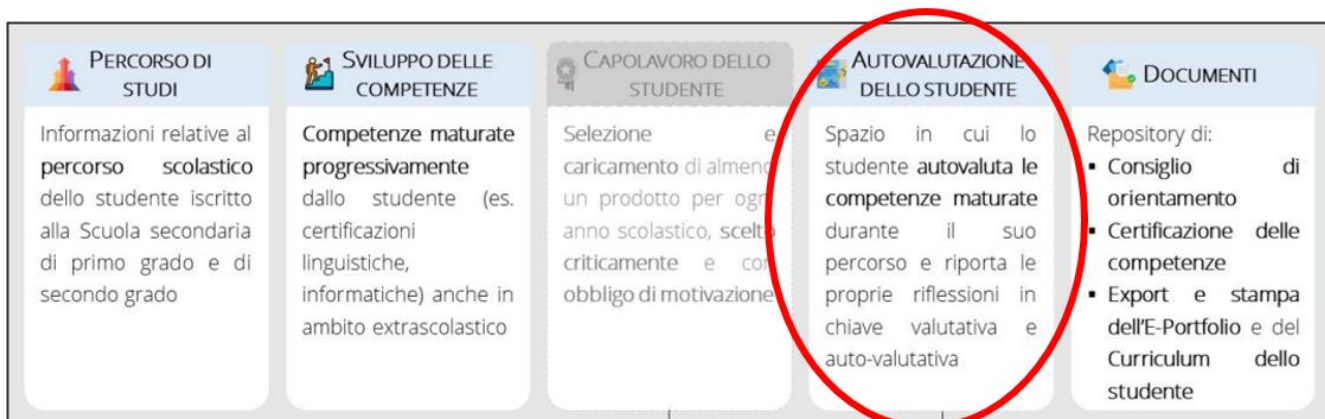 PERCORSO DI
STUDI
Informazioni relative al
percorso scolastico
dello studente iscritto
alla Scuola secondaria
di primo grado e di
secondo grado
SVILUPPO DELLE
COMPETENZE
Competenze maturate
progressivamente
dallo studente (es.
certificazioni
linguistiche,
informatiche) anche in
ambito extrascolastico
CAPOLAVORO DELLO
STUDENTE
Selezione e
caricamento di almeno
un prodotto per ogni
anno scolastico, scelto
criticamente e con
obbligo di motivazione
AUTOVALUTAZIONE
DELLO STUDENTE
Spazio in cui lo
studente autovaluta le
competenze maturate
durante il suo
percorso e riporta le
proprie riflessioni in
chiave valutativa e
auto-valutativa
DOCUMENTI
Repository di:
▪ Consiglio di
orientamento
▪ Certificazione delle
competenze
▪ Export e stampa
dell'E-Portfolio e del
Curriculum dello
studente